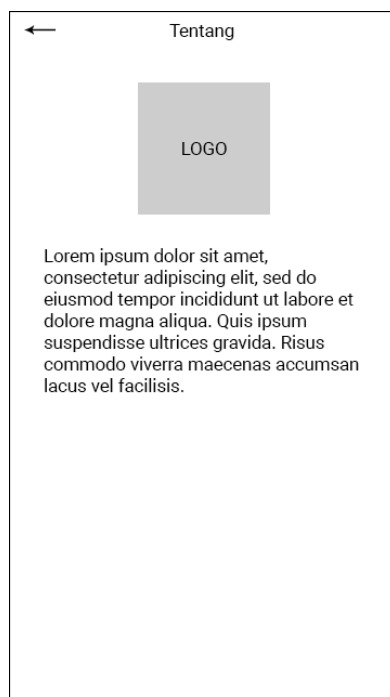 Tentang
LOGO
Lorem ipsum dolor sit amet,
consectetur adipiscing elit, sed do
eiusmod tempor incididunt ut labore et
dolore magna aliqua. Quis ipsum
suspendisse ultrices gravida. Risus
commodo viverra maecenas accumsan
lacus vel facilisis.